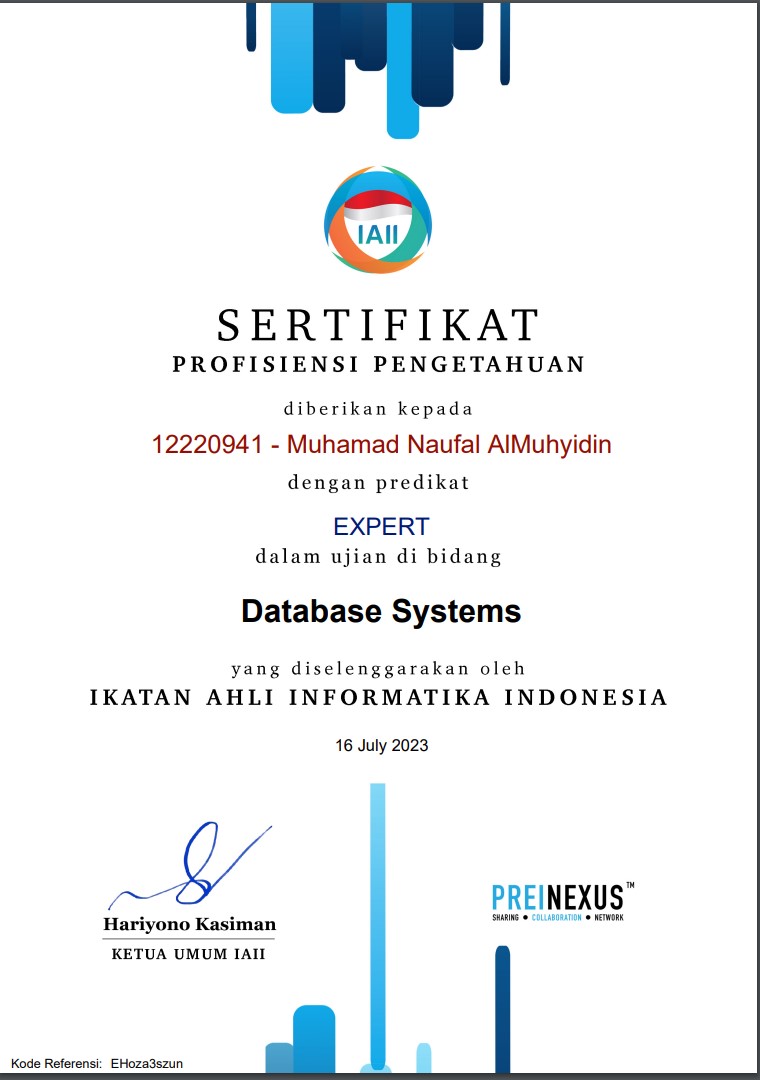 IAII
SERTIFIKAT
PROFISIENSI PENGETAHUAN
diberikan kepada
12220941 - Muhamad Naufal AlMuhyidin
dengan predikat
EXPERT
dalam ujian di bidang
Database Systems
yang diselenggarakan oleh
IKATAN AHLI INFORMATIKA INDONESIA
16 July 2023
Hariyono Kasiman
KETUA UMUM IAII
PREINEXUS™
SHARING ● COLLABORATION ● NETWORK
Kode Referensi: EHoza3szun